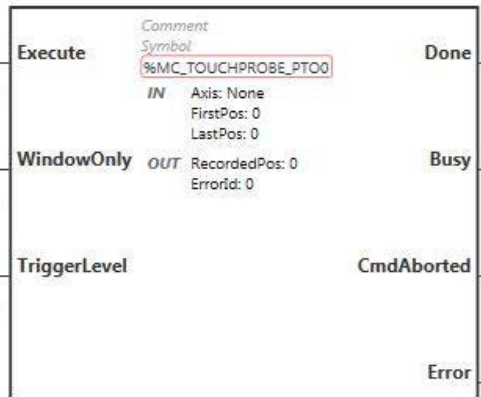 Comment
Symbol
Execute
Done
%MC_TOUCHPROBE_PTO0
IN Axis: None
FirstPos: 0
LastPos: 0
WindowOnly
OUT RecordedPos: 0
Busy
ErrorId: 0
TriggerLevel
CmdAborted
Error